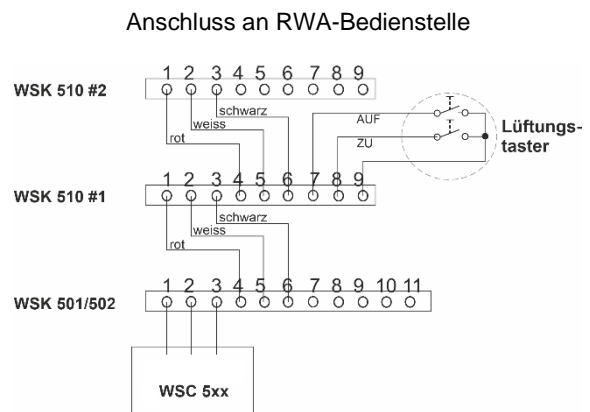 Anschluss an RWA-Bedienstelle
1 2 3 4 5 6 7 8 9
WSK 510 #2
schwarz
weiss
rot
AUF
ZU
Lüftungs-
taster
1 2 3 4 5 6 7 8 9
WSK 510 #1
schwarz
weiss
rot
1 2 3 4 5 6 7 8 9 10 11
WSK 501/502
WSC 5xx